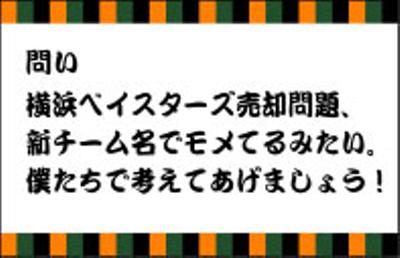 問い
横浜ベイスターズ売却問題、
新チーム名でモメてるみたい。
僕たちで考えてあげましょう！